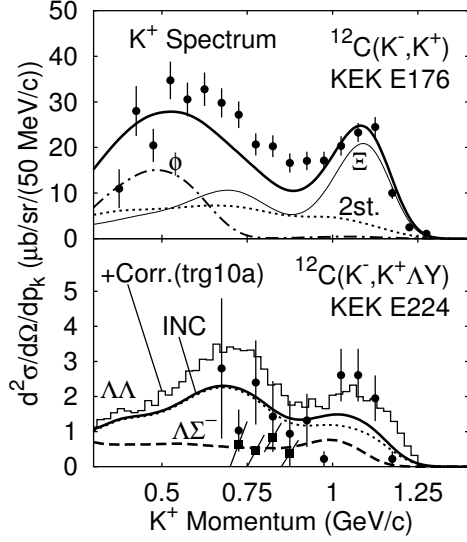 K⁺ Spectrum
¹²C(K⁻,K⁺)
KEK E176
50
40
30
20
10
0
ϕ
Ξ
2st.
d²σ/dΩ/dpₖ (μb/sr/(50 MeV/c)
+Corr.(trg10a)
¹²C(K⁻,K⁺ΛY)
KEK E224
INC
ΛΛ
ΛΣ⁻
5
4
3
2
1
0
0.5 0.75 1 1.25
K⁺ Momentum (GeV/c)